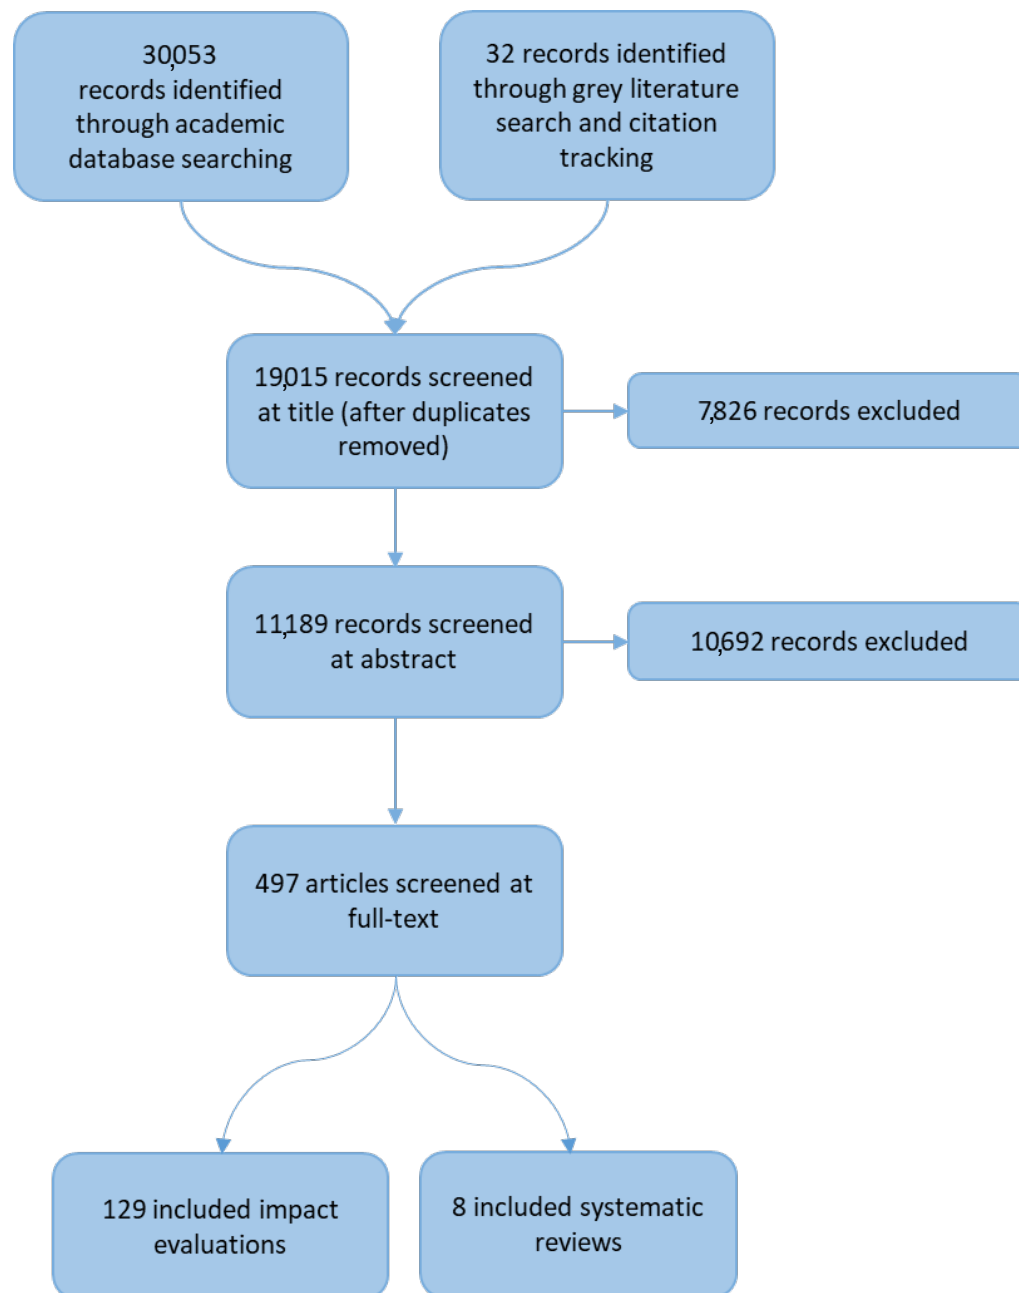 30,053
records identified
through academic
database searching
32 records identified
through grey literature
search and citation
tracking
19,015 records screened
at title (after duplicates
removed)
7,826 records excluded
11,189 records screened
at abstract
10,692 records excluded
497 articles screened at
full-text
129 included impact
evaluations
8 included systematic
reviews